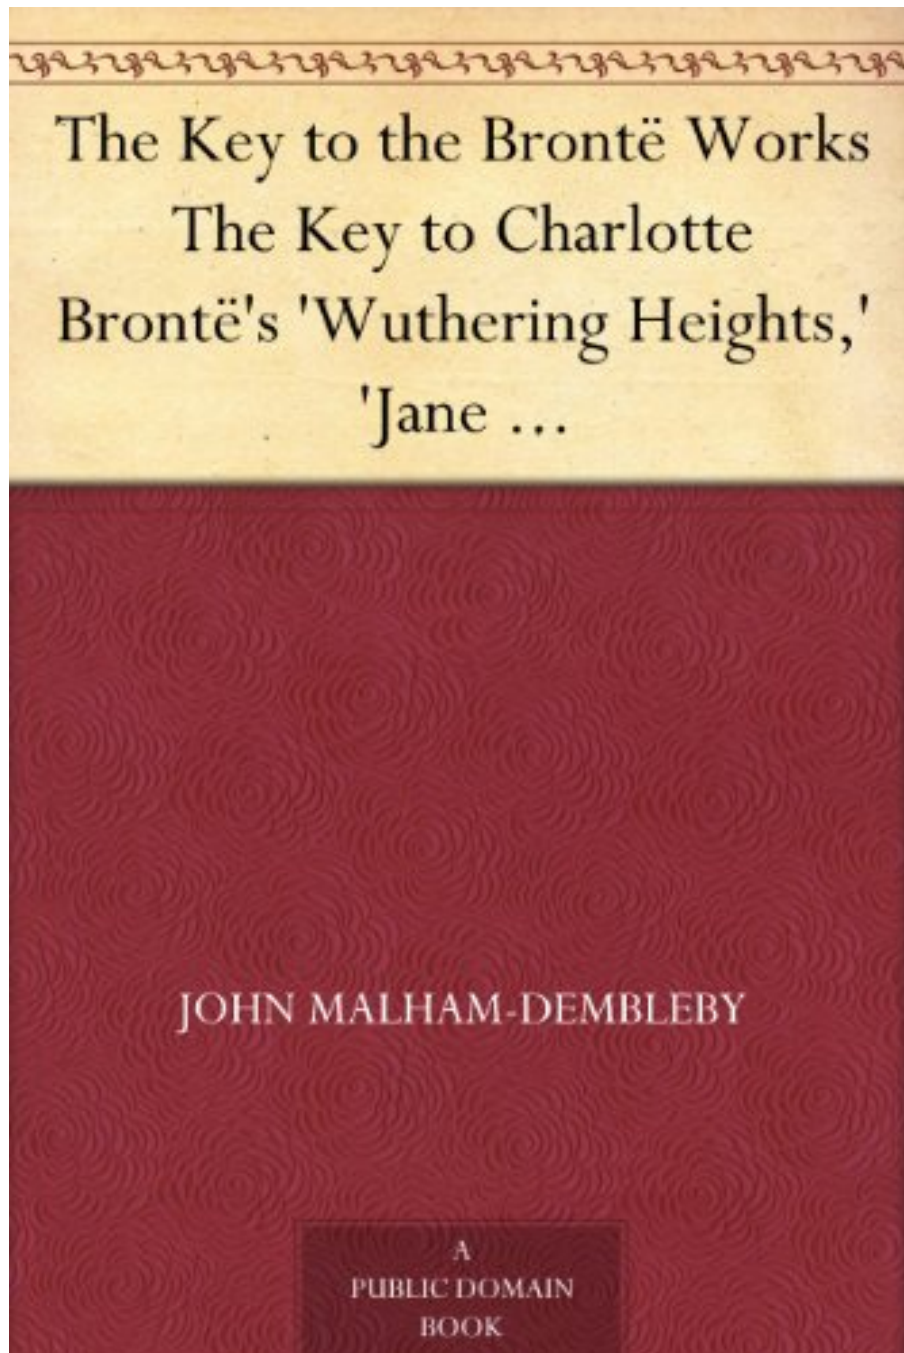 The Key to the Brontë Works
The Key to Charlotte
Brontë's 'Wuthering Heights,'
'Jane ...
JOHN MALHAM-DEMBLEBY
A
PUBLIC DOMAIN
BOOK